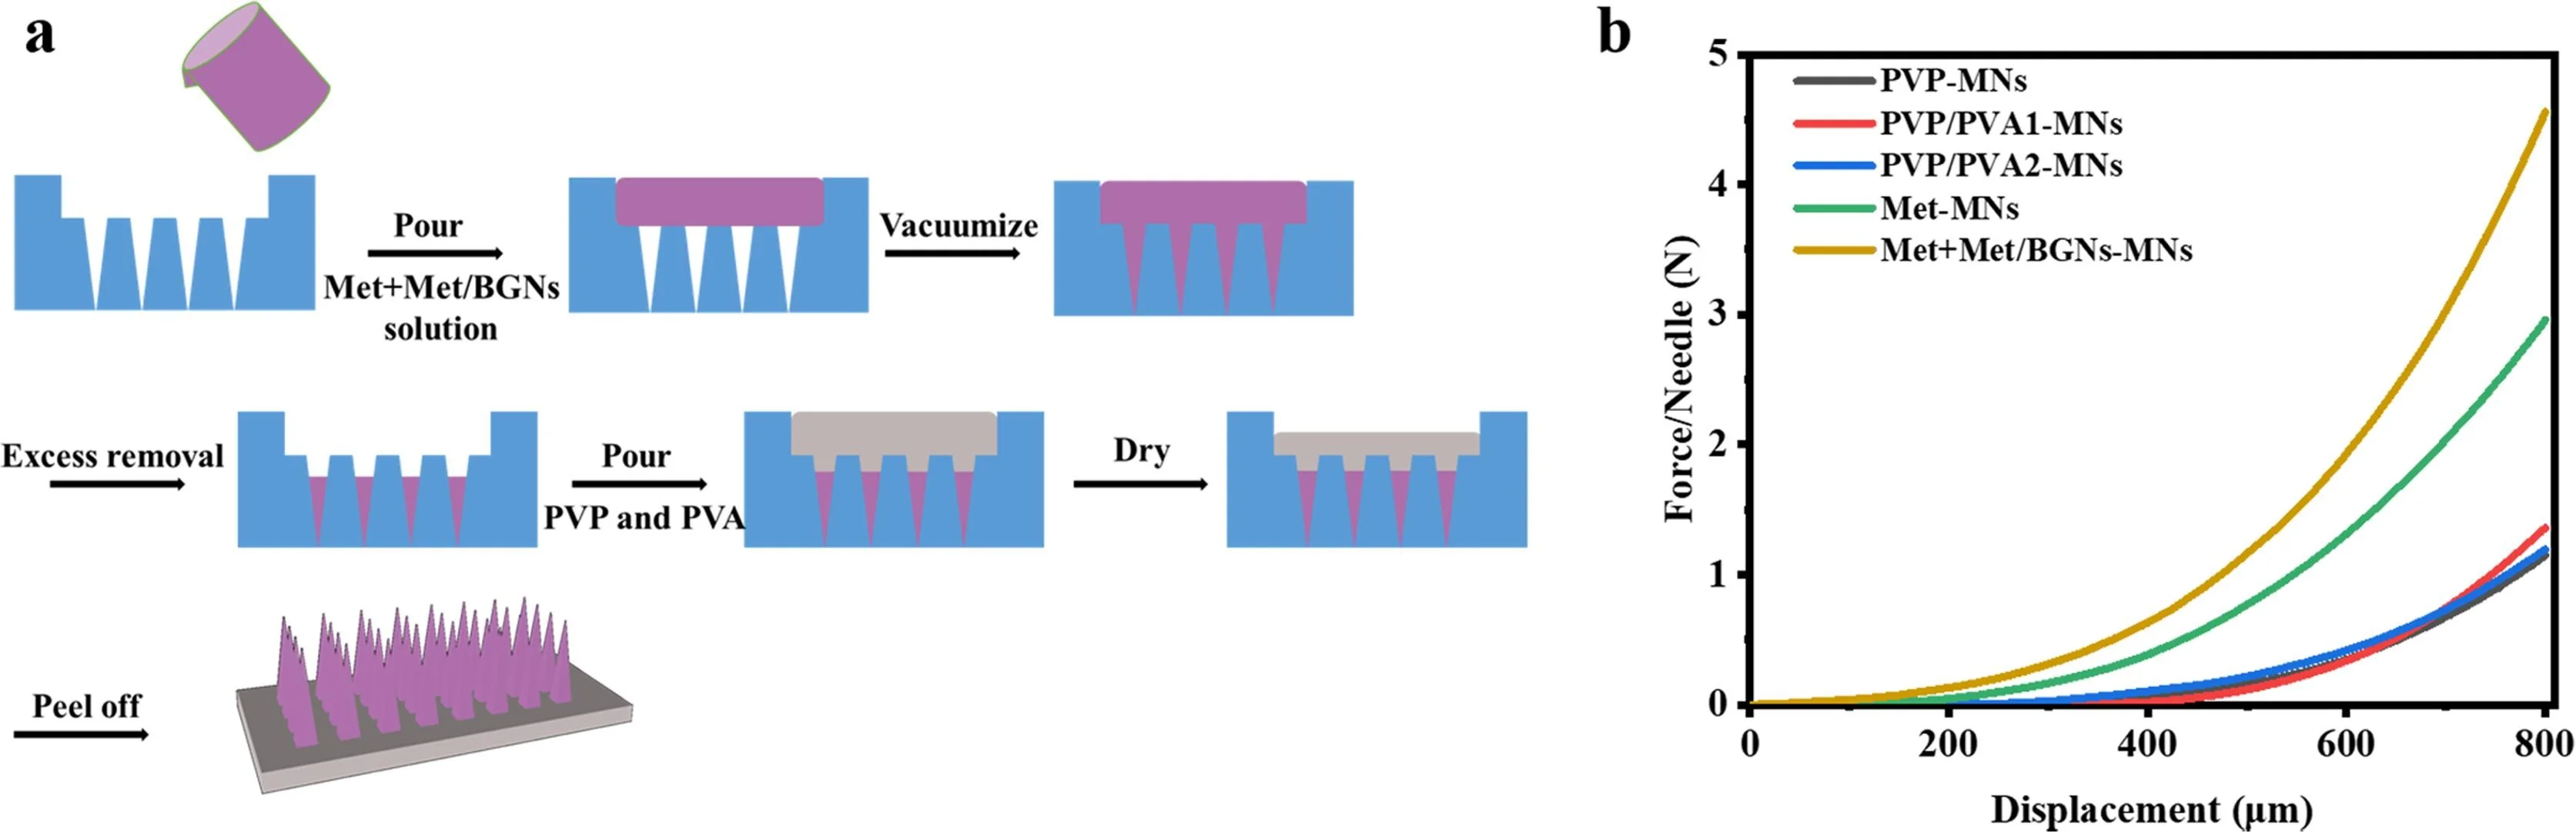 a
Pour
Met+Met/BGNs
solution
Vacuumize
Excess removal
Pour
PVP and PVA
Dry
Peel off
b
5
4
3
2
1
0
Force/Needle (N)
PVP-MNs
PVP/PVA1-MNs
PVP/PVA2-MNs
Met-MNs
Met+Met/BGNs-MNs
0 200 400 600 800
Displacement (μm)